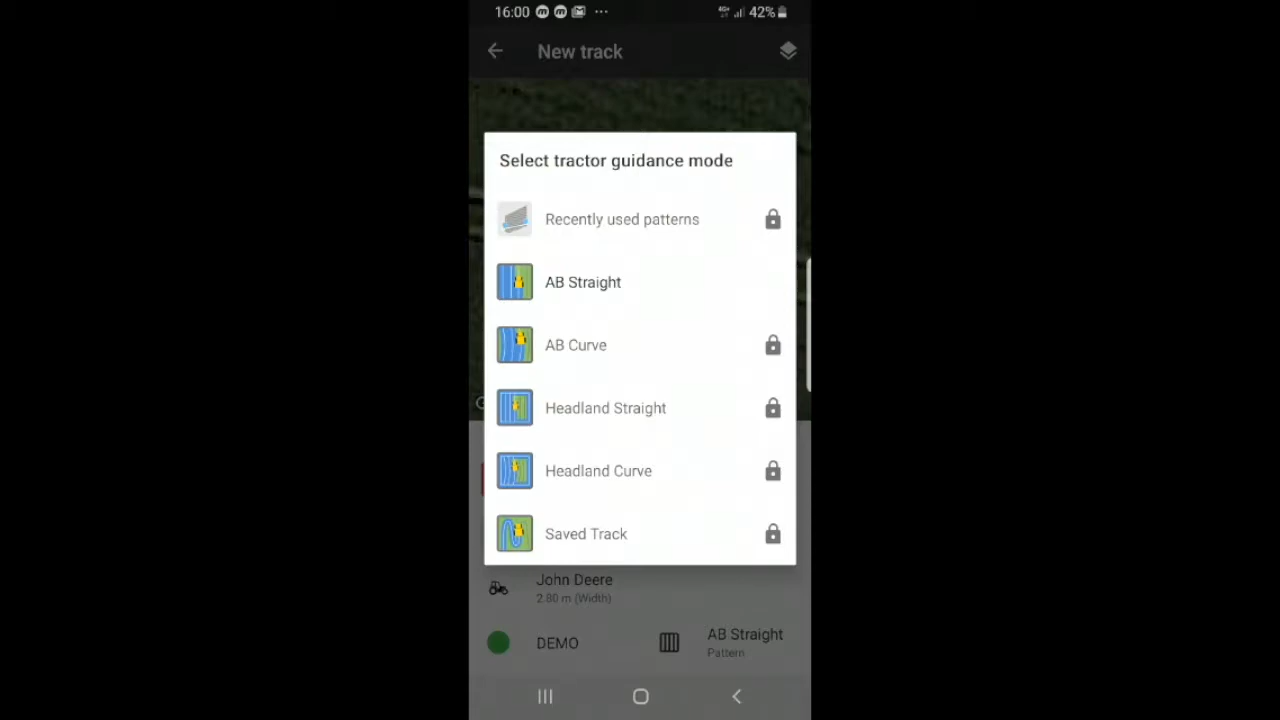 16:00 42%
New track
Select tractor guidance mode
Recently used patterns
AB Straight
AB Curve
Headland Straight
Headland Curve
Saved Track
John Deere
2.80 m (Width)
DEMO
AB Straight
Pattern